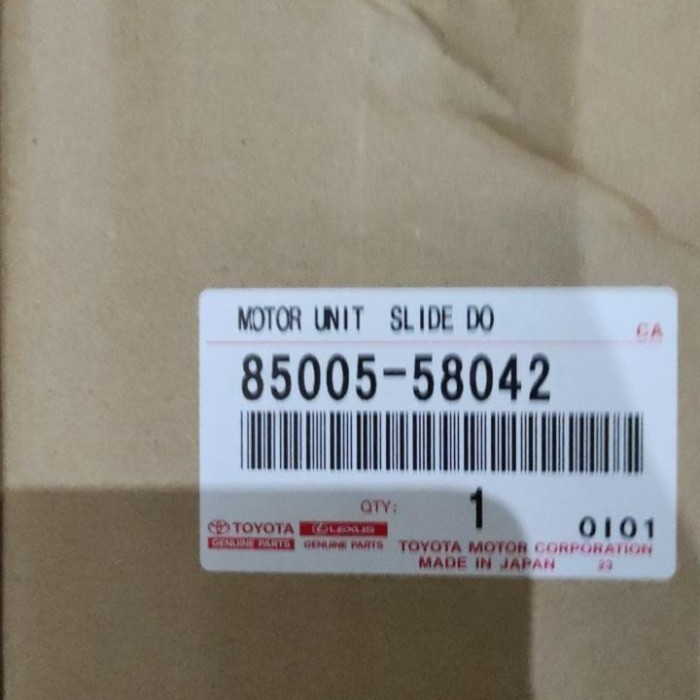 MOTOR UNIT SLIDE DO
CA
85005-58042
QTY: 1
0101
TOYOTA LEXUS
GENUINE PARTS GENUINE PARTS
TOYOTA MOTOR CORPORATION
MADE IN JAPAN 23